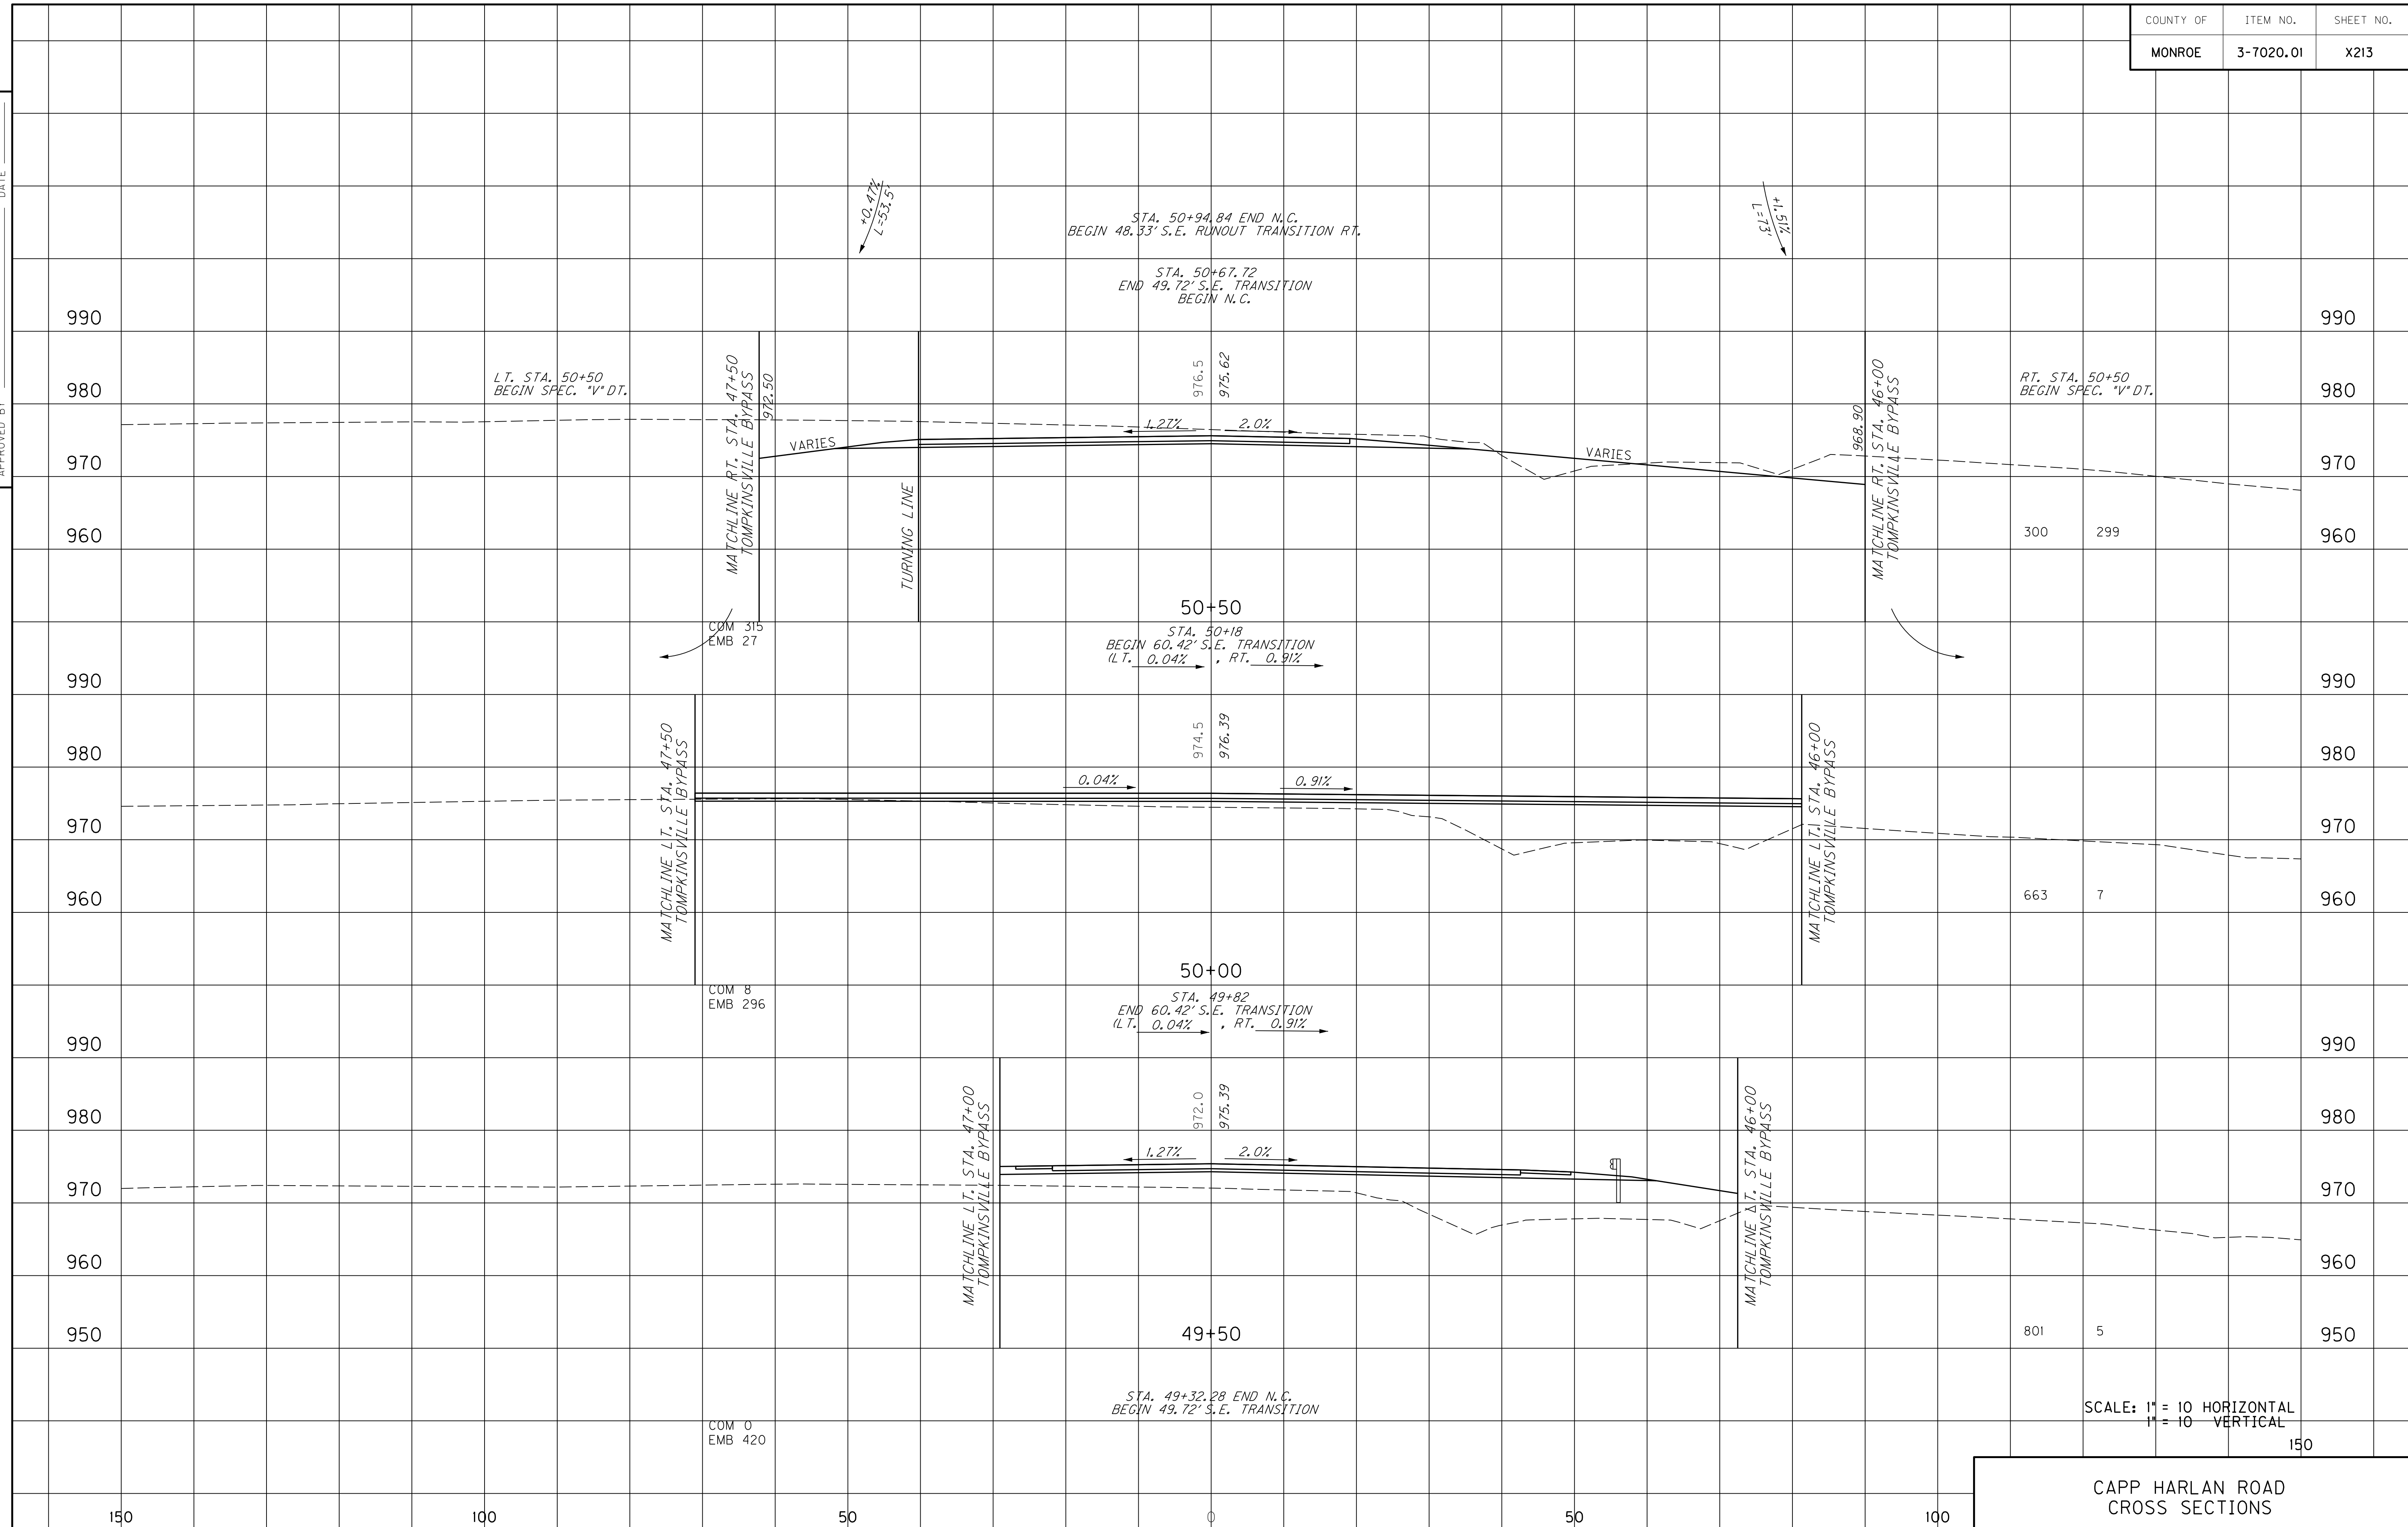 COUNTY OF ITEM NO. SHEET NO.
MONROE 3-7020.01 X213
DATE
APPROVED BY
+0.47%
L=53.5'
STA. 50+94.84 END N.C.
BEGIN 48.33' S.E. RUNOUT TRANSITION RT.
+1.51%
L=73'
STA. 50+67.72
END 49.72' S.E. TRANSITION
BEGIN N.C.
990 990
LT. STA. 50+50
BEGIN SPEC. "V" DT.
MATCHLINE RT. STA. 47+50
TOMPKINSVILLE BYPASS
972.50
976.5
975.62
RT. STA. 50+50
BEGIN SPEC. "V" DT.
980 980
968.90
MATCHLINE RT. STA. 46+00
TOMPKINSVILLE BYPASS
1.27% 2.0%
VARIES VARIES
970 970
TURNING LINE
960 300 299 960
50+50
COM 315
EMB 27
STA. 50+18
BEGIN 60.42' S.E. TRANSITION
(LT. 0.04% , RT. 0.91%
990 990
MATCHLINE LT. STA. 47+50
TOMPKINSVILLE BYPASS
974.5
976.39
MATCHLINE LT. STA. 46+00
TOMPKINSVILLE BYPASS
980 980
0.04% 0.91%
970 970
960 663 7 960
50+00
COM 8
EMB 296
STA. 49+82
END 60.42' S.E. TRANSITION
(LT. 0.04% , RT. 0.91%
990 990
MATCHLINE LT. STA. 47+00
TOMPKINSVILLE BYPASS
972.0
975.39
MATCHLINE LT. STA. 46+00
TOMPKINSVILLE BYPASS
980 980
1.27% 2.0%
970 970
960 960
950 49+50 801 5 950
STA. 49+32.28 END N.C.
BEGIN 49.72' S.E. TRANSITION
COM 0
EMB 420
SCALE: 1" = 10 HORIZONTAL
1" = 10 VERTICAL
150
CAPP HARLAN ROAD
CROSS SECTIONS
150 100 50 0 50 100